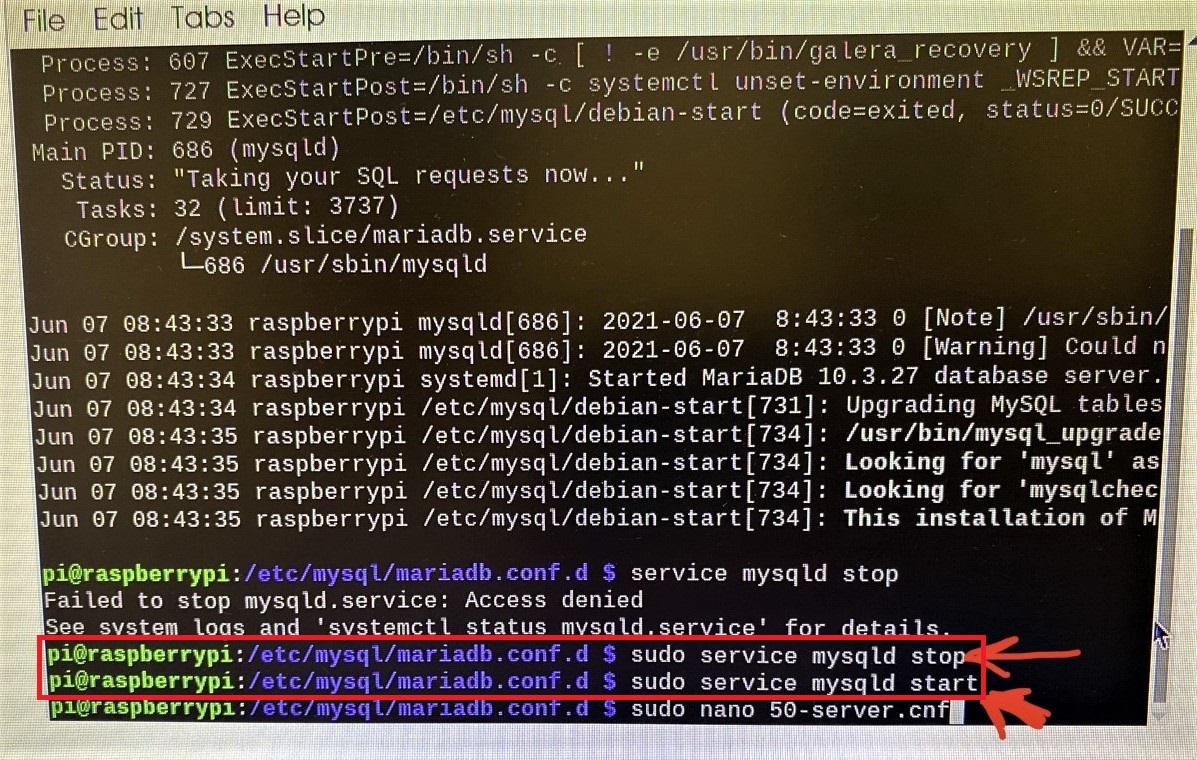 File Edit Tabs Help
Process: 607 ExecStartPre=/bin/sh -c [ ! -e /usr/bin/galera_recovery ] && VAR=
Process: 727 ExecStartPost=/bin/sh -c systemctl unset-environment _WSREP_START
Process: 729 ExecStartPost=/etc/mysql/debian-start (code=exited, status=0/SUCC
Main PID: 686 (mysqld)
Status: "Taking your SQL requests now..."
Tasks: 32 (limit: 3737)
CGroup: /system.slice/mariadb.service
└─686 /usr/sbin/mysqld
Jun 07 08:43:33 raspberrypi mysqld[686]: 2021-06-07  8:43:33 0 [Note] /usr/sbin/
Jun 07 08:43:33 raspberrypi mysqld[686]: 2021-06-07  8:43:33 0 [Warning] Could n
Jun 07 08:43:34 raspberrypi systemd[1]: Started MariaDB 10.3.27 database server.
Jun 07 08:43:34 raspberrypi /etc/mysql/debian-start[731]: Upgrading MySQL tables
Jun 07 08:43:35 raspberrypi /etc/mysql/debian-start[734]: /usr/bin/mysql_upgrade
Jun 07 08:43:35 raspberrypi /etc/mysql/debian-start[734]: Looking for 'mysql' as
Jun 07 08:43:35 raspberrypi /etc/mysql/debian-start[734]: Looking for 'mysqlchec
Jun 07 08:43:35 raspberrypi /etc/mysql/debian-start[734]: This installation of M
pi@raspberrypi:/etc/mysql/mariadb.conf.d $ service mysqld stop
Failed to stop mysqld.service: Access denied
See system logs and 'systemctl status mysqld.service' for details.
pi@raspberrypi:/etc/mysql/mariadb.conf.d $ sudo service mysqld stop
pi@raspberrypi:/etc/mysql/mariadb.conf.d $ sudo service mysqld start
pi@raspberrypi:/etc/mysql/mariadb.conf.d $ sudo nano 50-server.cnf